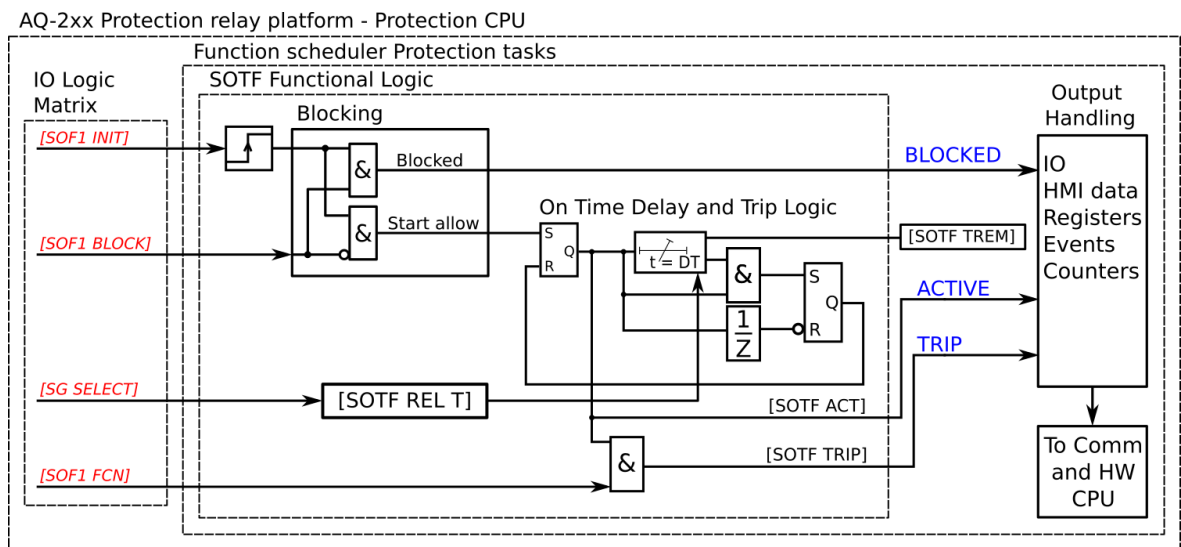 AQ-2xx Protection relay platform - Protection CPU
Function scheduler Protection tasks
SOTF Functional Logic
IO Logic
Matrix
Blocking
Output
Handling
[SOF1 INIT]
&
Blocked
BLOCKED
IO
HMI data
Registers
Events
Counters
[SOF1 BLOCK]
&
Start allow
On Time Delay and Trip Logic
S
Q
R
t = DT
[SOTF TREM]
&
S
Q
R
1
Z
ACTIVE
TRIP
[SG SELECT]
[SOTF REL T]
[SOTF ACT]
[SOF1 FCN]
&
[SOTF TRIP]
To Comm
and HW
CPU